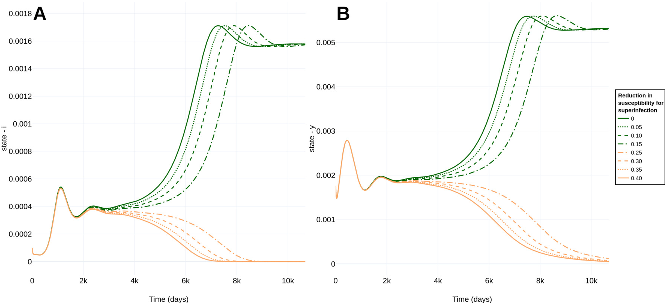 A
B
0.0018
0.0016
0.0014
0.0012
0.001
0.0008
0.0006
0.0004
0.0002
0
state - i
0
2k
4k
6k
8k
10k
Time (days)
0.005
0.004
0.003
0.002
0.001
0
state - y
0
2k
4k
6k
8k
10k
Time (days)
Reduction in
susceptibility for
superinfection
0
0.05
0.10
0.15
0.25
0.30
0.35
0.40